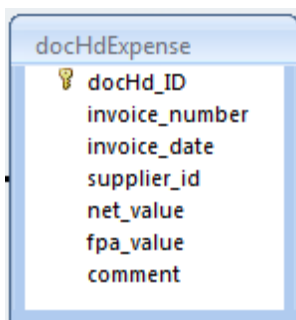 docHdExpense
docHd_ID
invoice_number
invoice_date
supplier_id
net_value
fpa_value
comment